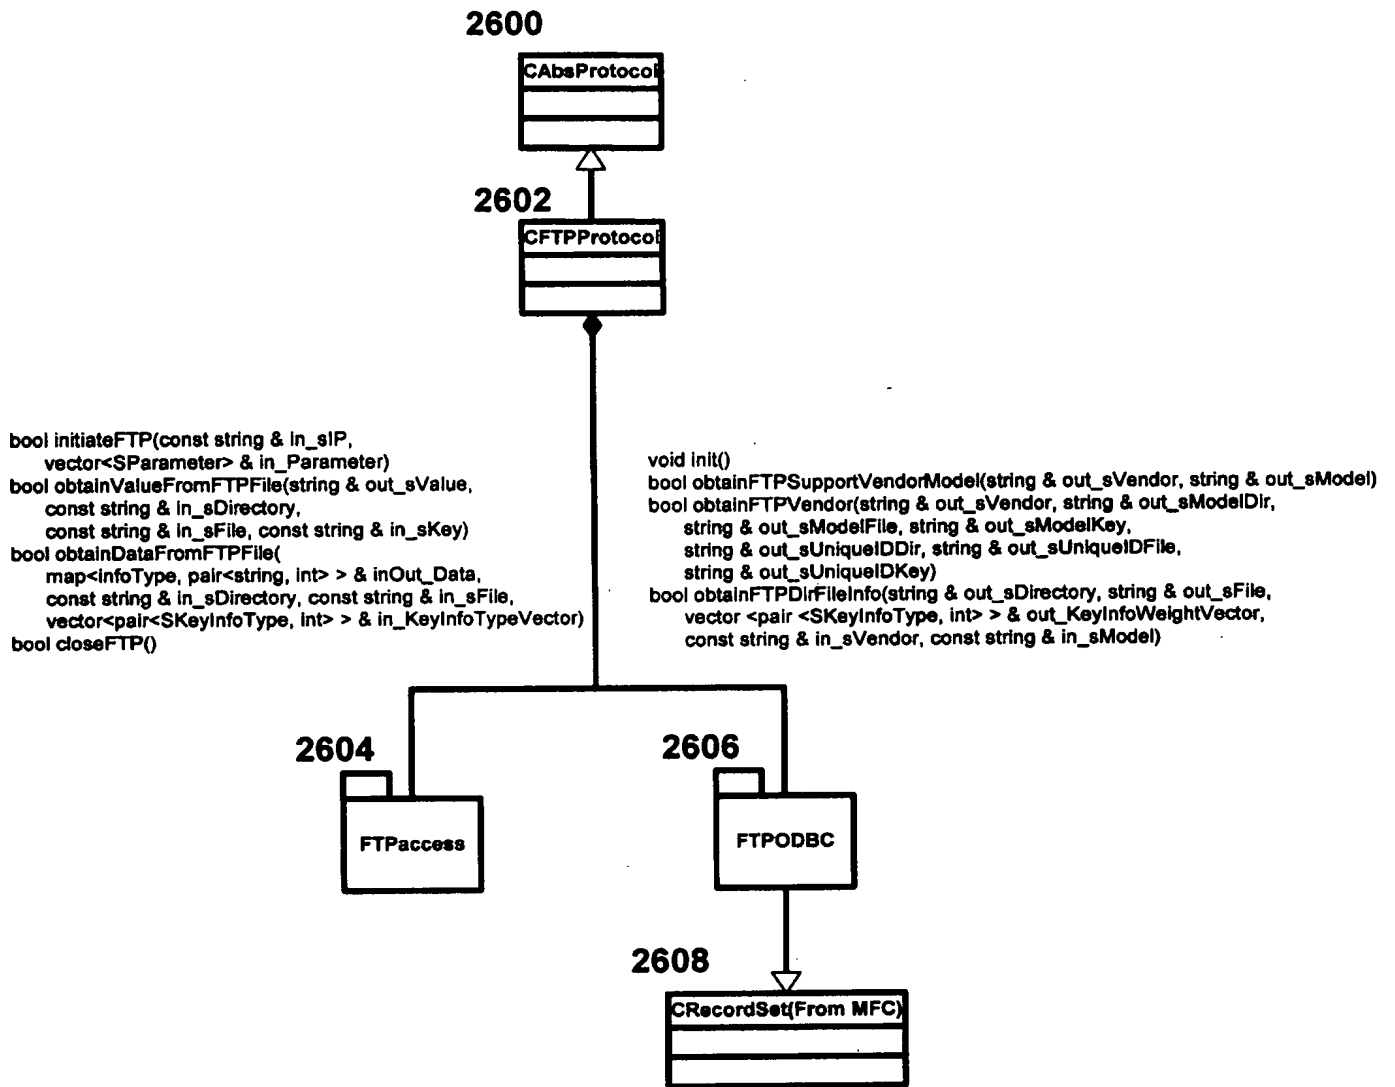 2600
CAbsProtocol
2602
CFTPProtocol
bool initiateFTP(const string & in_sIP,
vector<SParameter> & in_Parameter)
bool obtainValueFromFTPFile(string & out_sValue,
const string & in_sDirectory,
const string & in_sFile, const string & in_sKey)
bool obtainDataFromFTPFile(
map<infoType, pair<string, int> > & inOut_Data,
const string & in_sDirectory, const string & in_sFile,
vector<pair<SKeyInfoType, int> > & in_KeyInfoTypeVector)
bool closeFTP()
void init()
bool obtainFTPSupportVendorModel(string & out_sVendor, string & out_sModel)
bool obtainFTPVendor(string & out_sVendor, string & out_sModelDir,
string & out_sModelFile, string & out_sModelKey,
string & out_sUniqueIDDir, string & out_sUniqueIDFile,
string & out_sUniqueIDKey)
bool obtainFTPDirFileInfo(string & out_sDirectory, string & out_sFile,
vector <pair <SKeyInfoType, int> > & out_KeyInfoWeightVector,
const string & in_sVendor, const string & in_sModel)
2604
FTPaccess
2606
FTPODBC
2608
CRecordSet(From MFC)